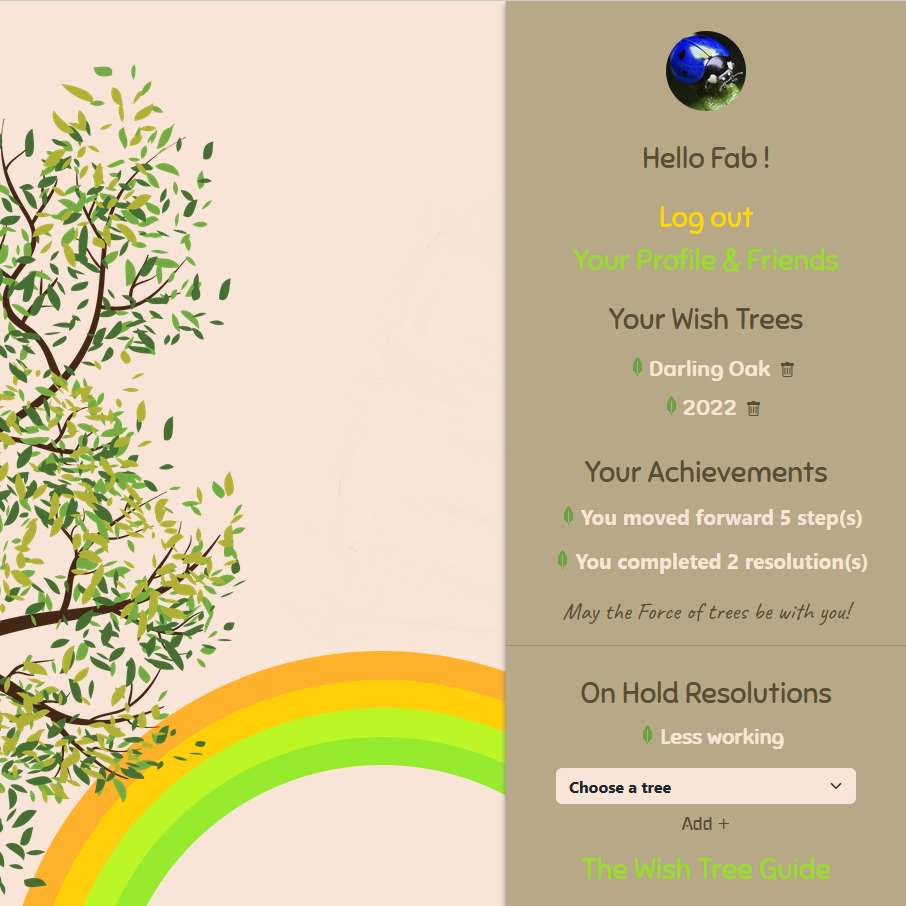 Hello Fab !
Log out
Your Profile & Friends
Your Wish Trees
Darling Oak
2022
Your Achievements
You moved forward 5 step(s)
You completed 2 resolution(s)
May the Force of trees be with you!
On Hold Resolutions
Less working
Choose a tree
Add +
The Wish Tree Guide